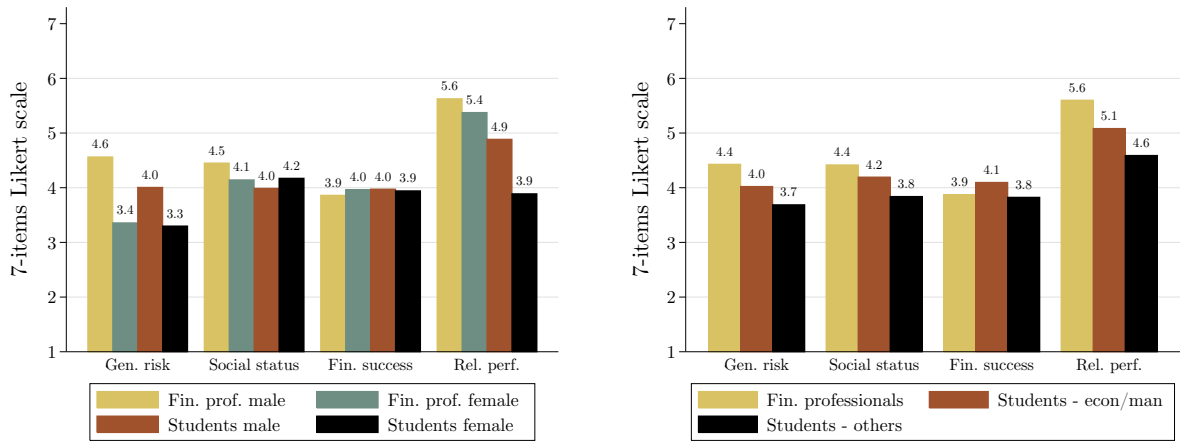 7-items Likert scale
7
6
5
4
3
2
1
4.6
3.4
4.0
3.3
4.5
4.1
4.0
4.2
3.9
4.0
4.0
3.9
5.6
5.4
4.9
3.9
Gen. risk
Social status
Fin. success
Rel. perf.
Fin. prof. male
Fin. prof. female
Students male
Students female
7-items Likert scale
7
6
5
4
3
2
1
4.4
4.0
3.7
4.4
4.2
3.8
3.9
4.1
3.8
5.6
5.1
4.6
Gen. risk
Social status
Fin. success
Rel. perf.
Fin. professionals
Students - econ/man
Students - others